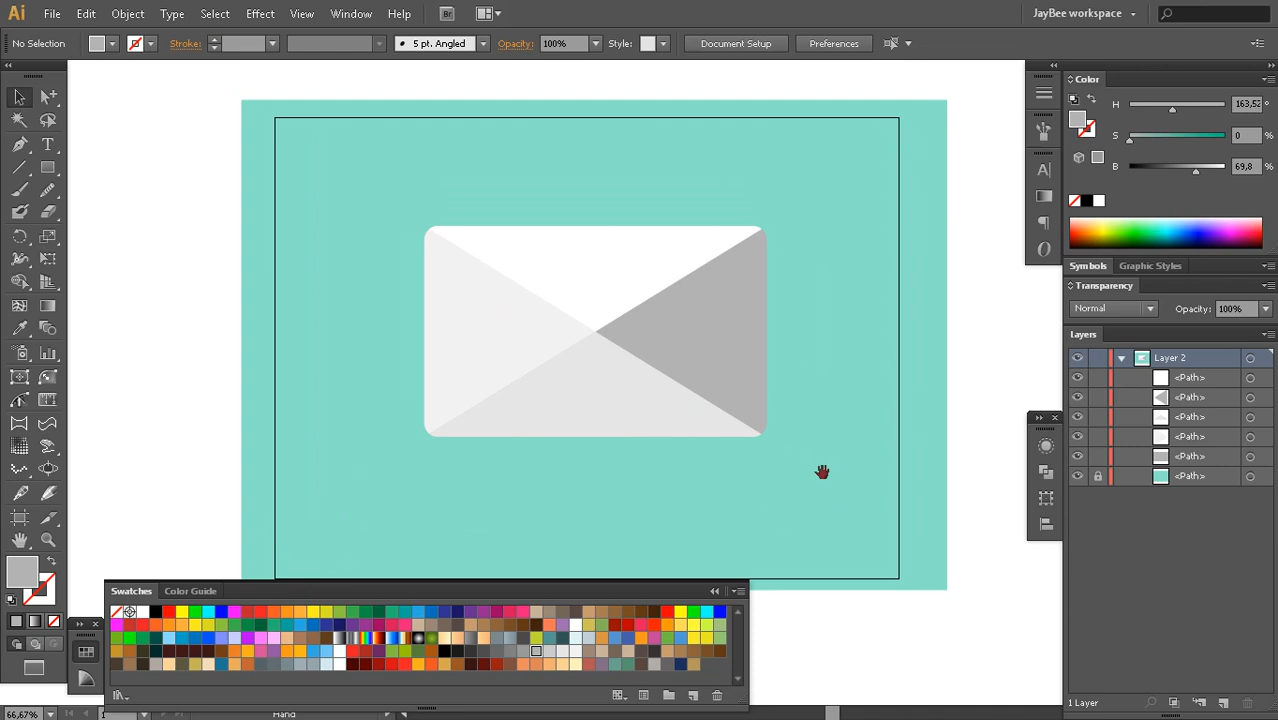 Ai File Edit Object Type Select Effect View Window Help Br JayBee workspace
No Selection Stroke: 5 pt. Angled Opacity: 100% Style: Document Setup Preferences
Color
H 163,52 °
S 0 %
B 69,8 %
Symbols Graphic Styles
Transparency
Normal Opacity: 100%
Layers
Layer 2
<Path>
<Path>
<Path>
<Path>
<Path>
<Path>
Swatches Color Guide
66,67% 1 Hand
1 Layer